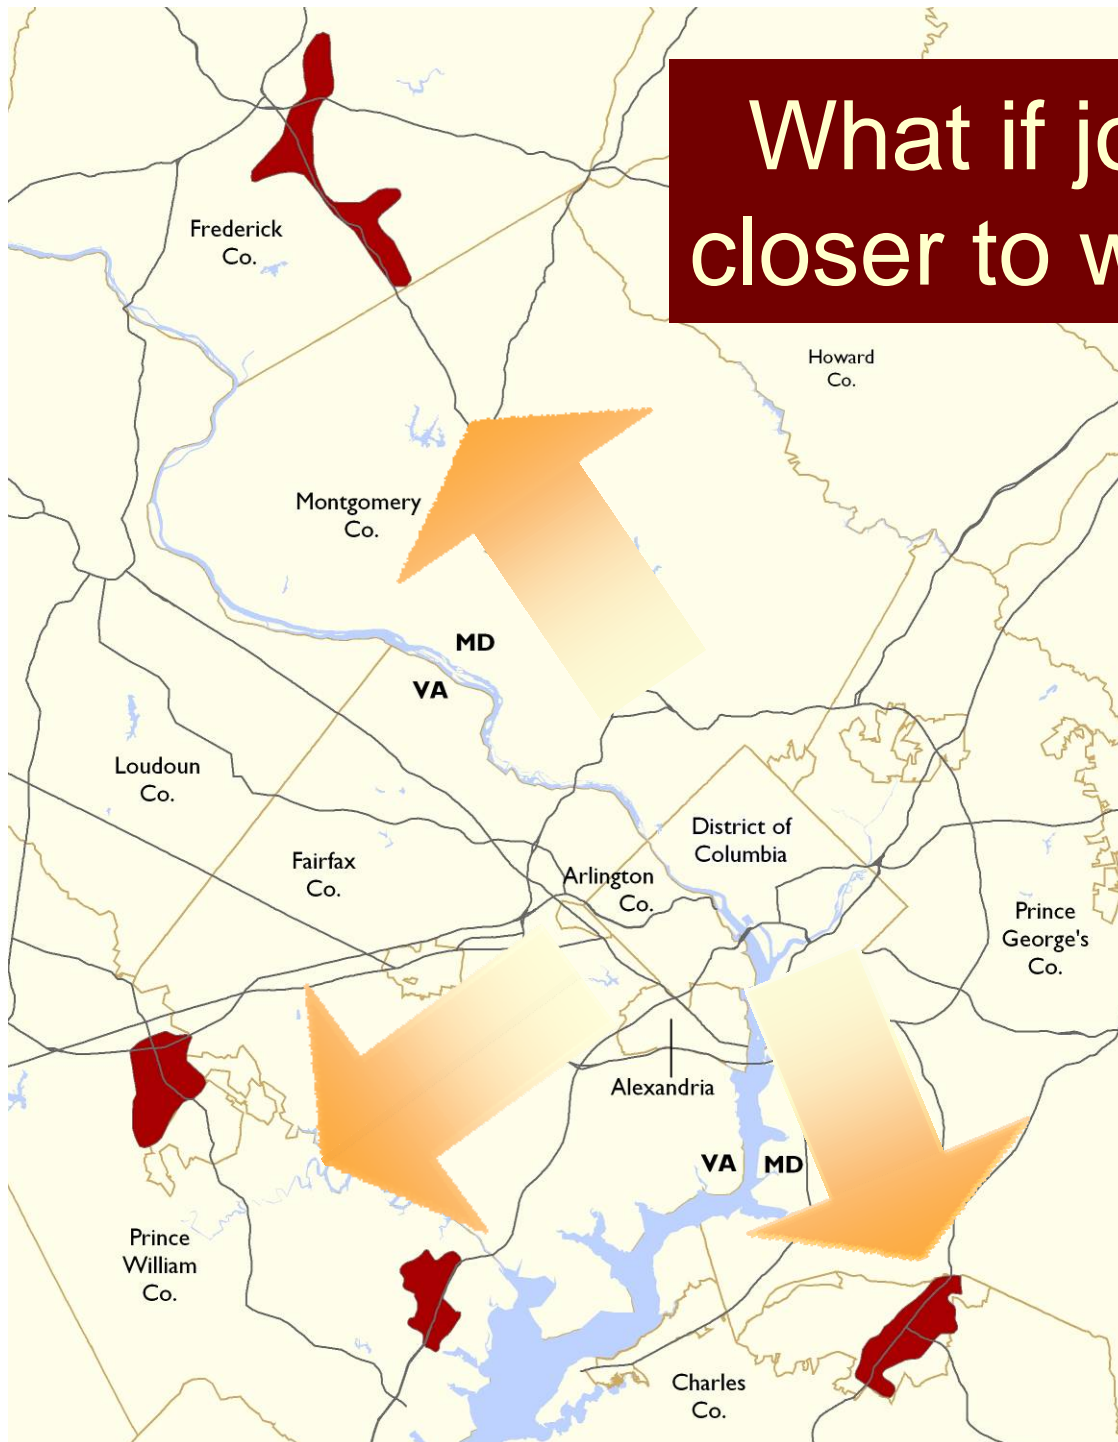 What if jo
closer to w
Frederick
Co.
Howard
Co.
Montgomery
Co.
MD
VA
Loudoun
Co.
District of
Columbia
Fairfax
Co.
Arlington
Co.
Prince
George's
Co.
Alexandria
VA
MD
Prince
William
Co.
Charles
Co.